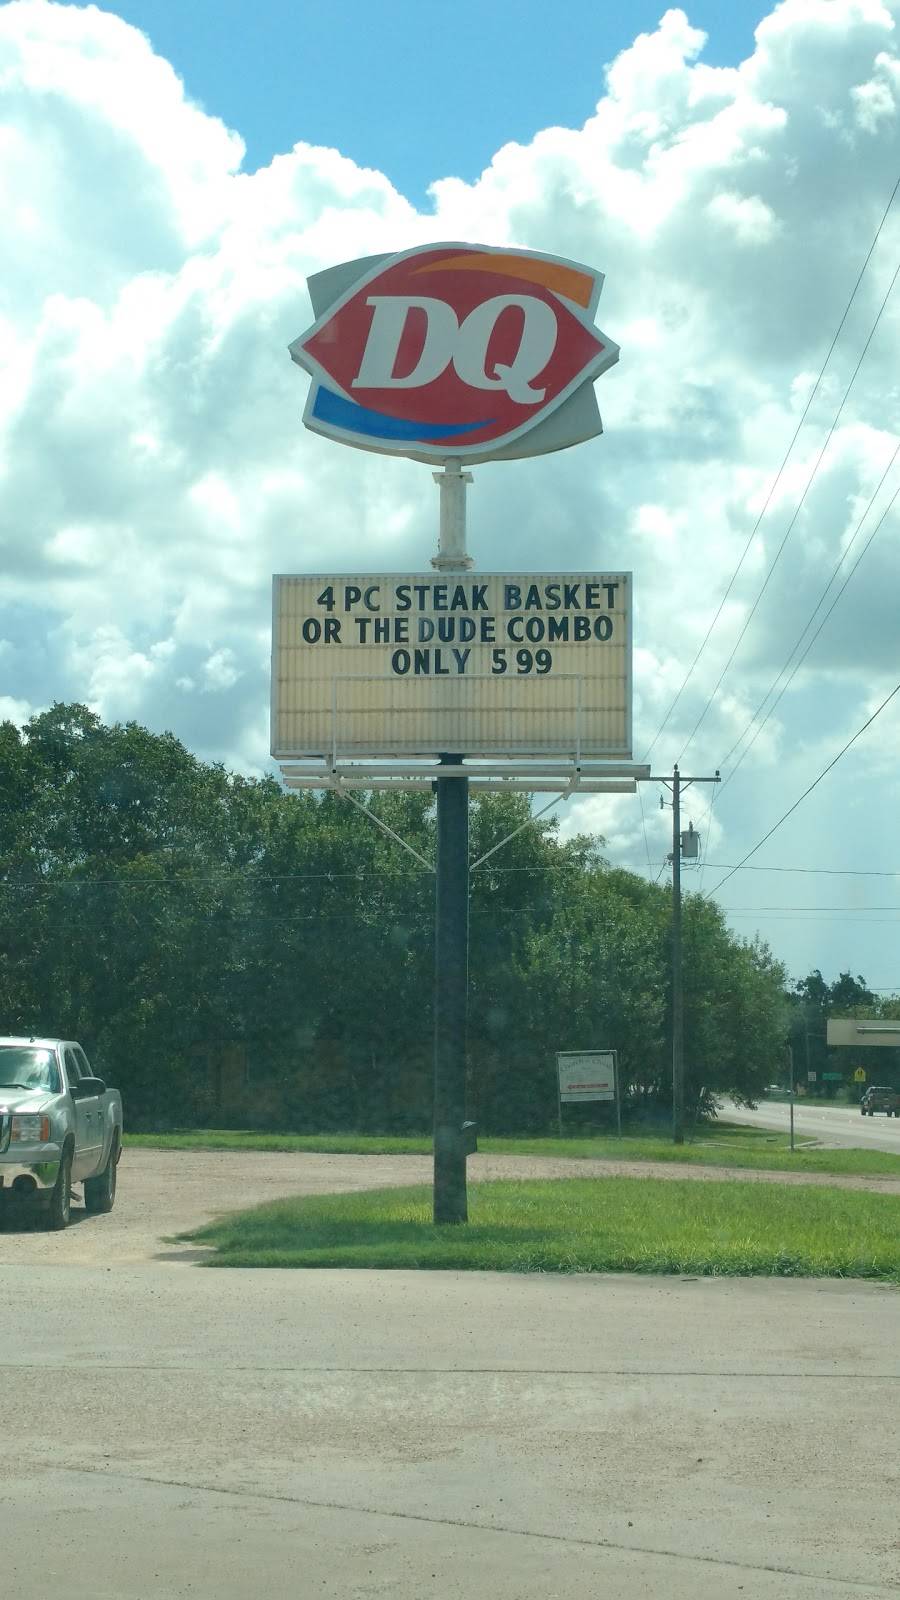 DQ
4 PC STEAK BASKET
OR THE DUDE COMBO
ONLY 5 99